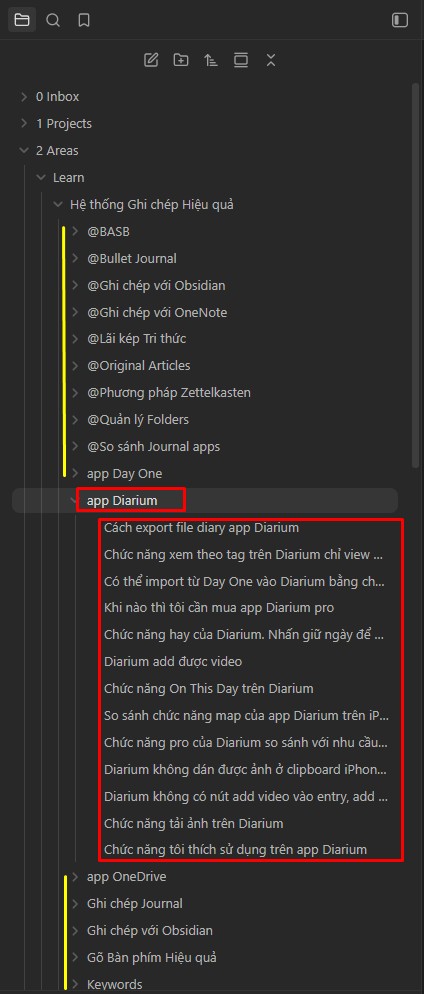 0 Inbox
1 Projects
2 Areas
Learn
Hệ thống Ghi chép Hiệu quả
@BASB
@Bullet Journal
@Ghi chép với Obsidian
@Ghi chép với OneNote
@Lãi kép Tri thức
@Original Articles
@Phương pháp Zettelkasten
@Quản lý Folders
@So sánh Journal apps
app Day One
app Diarium
Cách export file diary app Diarium
Chức năng xem theo tag trên Diarium chỉ view ...
Có thể import từ Day One vào Diarium bằng ch...
Khi nào thì tôi cần mua app Diarium pro
Chức năng hay của Diarium. Nhấn giữ ngày để ...
Diarium add được video
Chức năng On This Day trên Diarium
So sánh chức năng map của app Diarium trên iP...
Chức năng pro của Diarium so sánh với nhu cầu...
Diarium không dán được ảnh ở clipboard iPhon...
Diarium không có nút add video vào entry, add ...
Chức năng tải ảnh trên Diarium
Chức năng tôi thích sử dụng trên app Diarium
app OneDrive
Ghi chép Journal
Ghi chép với Obsidian
Gõ Bàn phím Hiệu quả
Keywords